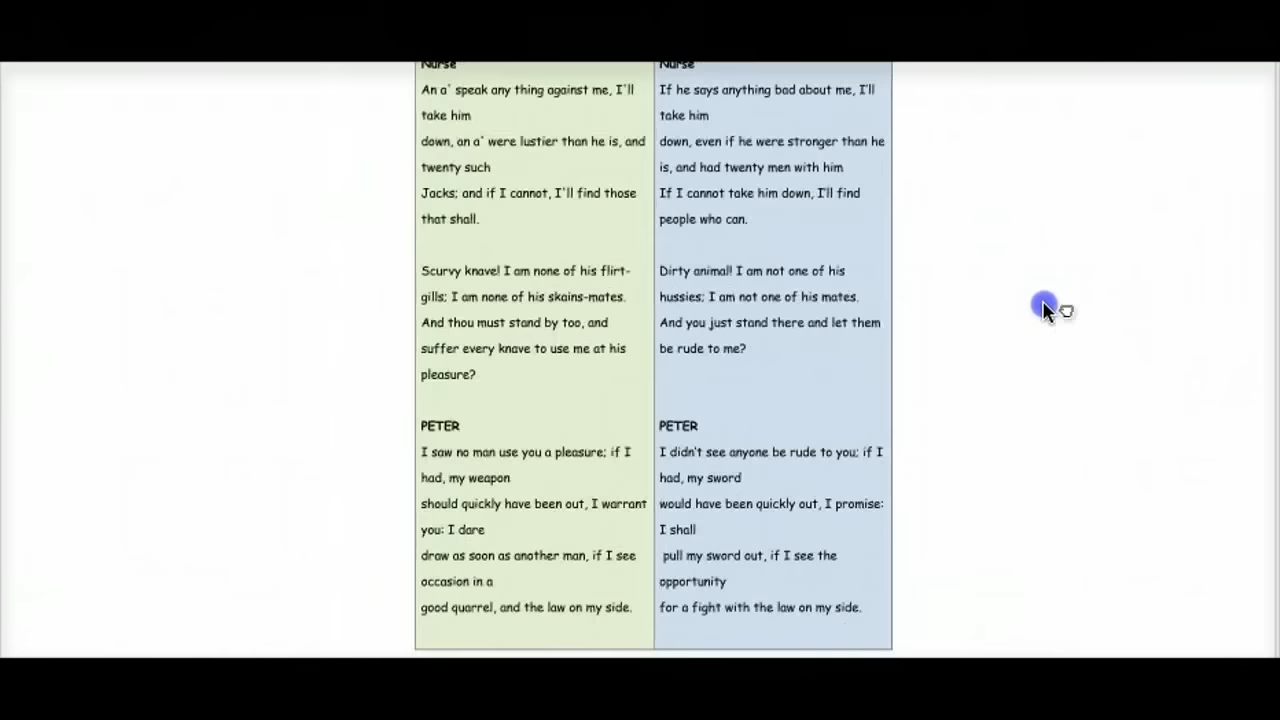 Nurse
An a' speak any thing against me, I'll
take him
down, an a' were lustier than he is, and
twenty such
Jacks; and if I cannot, I'll find those
that shall.
Scurvy knave! I am none of his flirt-
gills; I am none of his skains-mates.
And thou must stand by too, and
suffer every knave to use me at his
pleasure?
PETER
I saw no man use you a pleasure; if I
had, my weapon
should quickly have been out, I warrant
you: I dare
draw as soon as another man, if I see
occasion in a
good quarrel, and the law on my side.
Nurse
If he says anything bad about me, I'll
take him
down, even if he were stronger than he
is, and had twenty men with him
If I cannot take him down, I'll find
people who can.
Dirty animal! I am not one of his
hussies; I am not one of his mates.
And you just stand there and let them
be rude to me?
PETER
I didn't see anyone be rude to you; if I
had, my sword
would have been quickly out, I promise:
I shall
pull my sword out, if I see the
opportunity
for a fight with the law on my side.